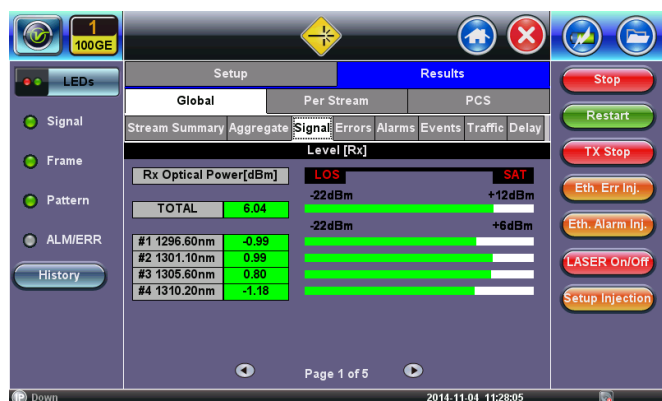 1
100GE
LEDs
Signal
Frame
Pattern
ALM/ERR
History
Setup Results
Global Per Stream PCS
Stream Summary Aggregate Signal Errors Alarms Events Traffic Delay
Level [Rx]
Rx Optical Power[dBm] LOS SAT
-22dBm +12dBm
TOTAL 6.04
-22dBm +6dBm
#1 1296.60nm -0.99
#2 1301.10nm 0.99
#3 1305.60nm 0.80
#4 1310.20nm -1.18
Page 1 of 5
Stop
Restart
TX Stop
Eth. Err Inj.
Eth. Alarm Inj.
LASER On/Off
Setup Injection
IP Down 2014-11-04 11:28:05